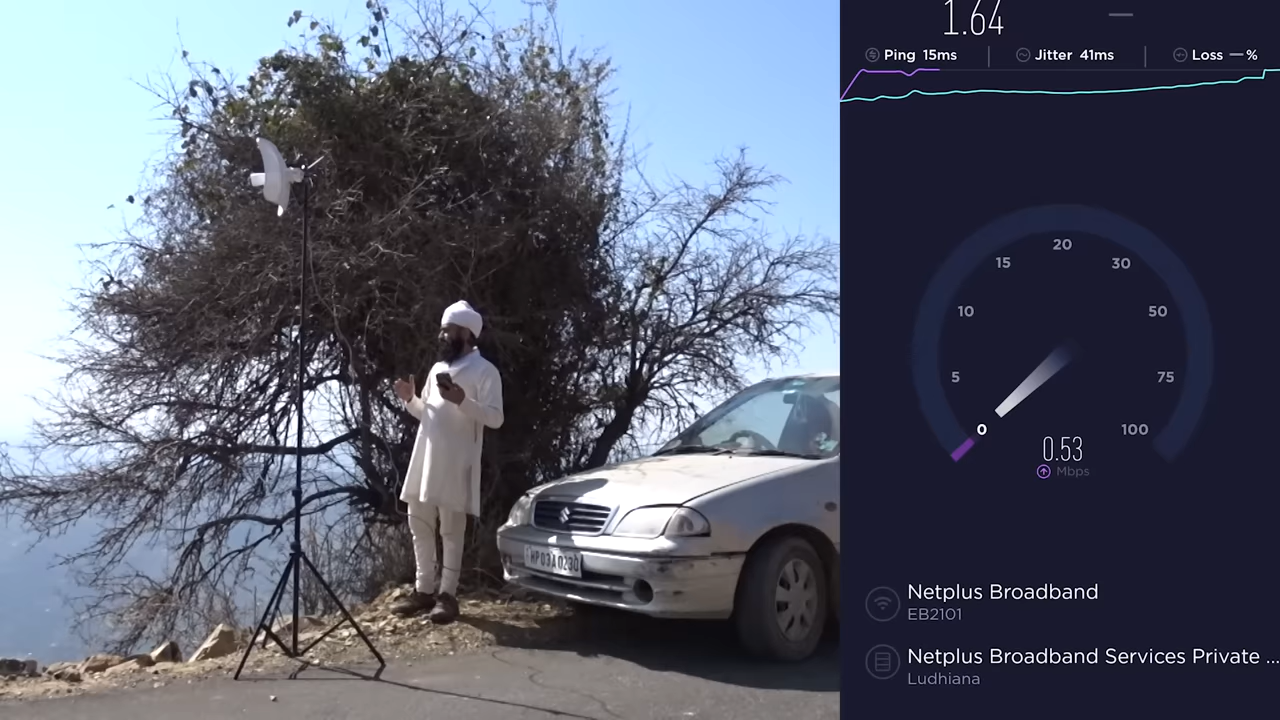 1.64
Ping 15ms
Jitter 41ms
Loss — %
0
5
10
15
20
30
50
75
100
0.53
Mbps
Netplus Broadband
EB2101
Netplus Broadband Services Private ...
Ludhiana
HP03A0230